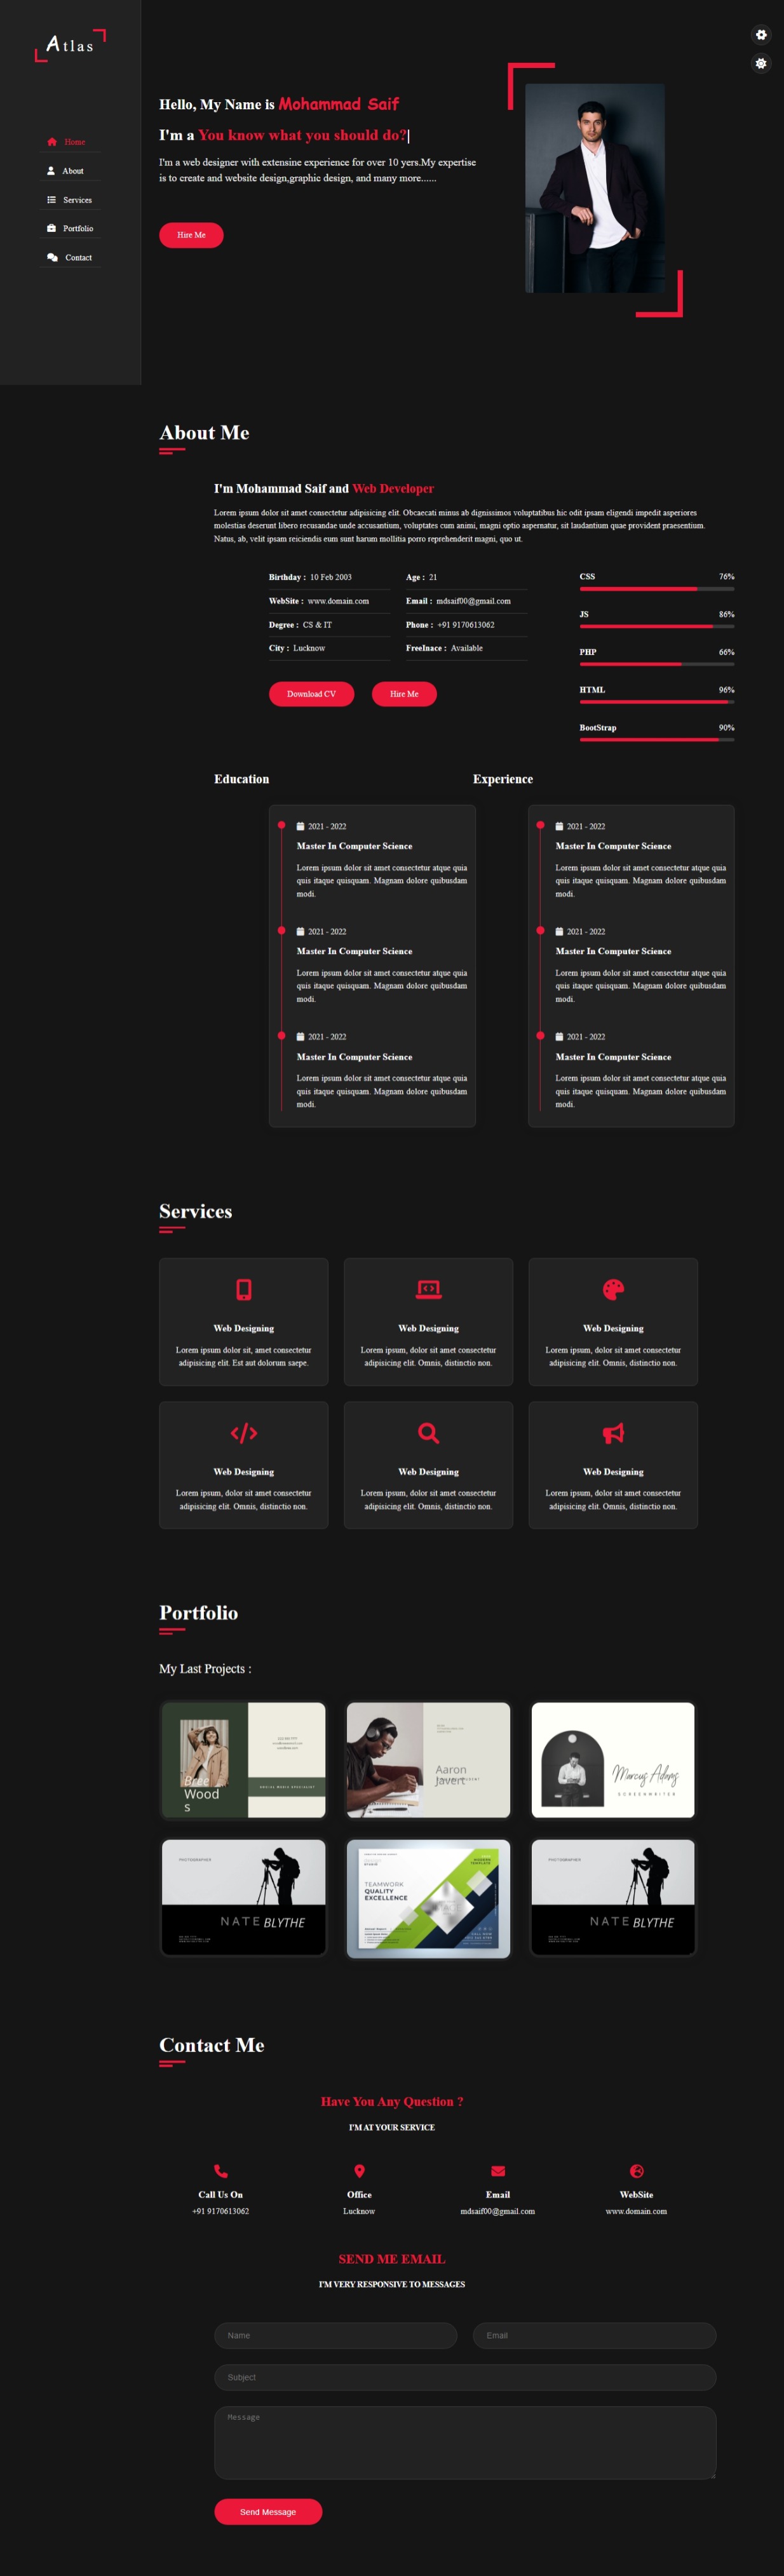 Atlas
Home
About
Services
Portfolio
Contact
Hello, My Name is Mohammad Saif
I'm a You know what you should do?|
I'm a web designer with extensine experience for over 10 yers.My expertise
is to create and website design,graphic design, and many more......
Hire Me
About Me
I'm Mohammad Saif and Web Developer
Lorem ipsum dolor sit amet consectetur adipisicing elit. Obcaecati minus ab dignissimos voluptatibus hic odit ipsam eligendi impedit asperiores
molestias deserunt libero recusandae unde accusantium, voluptates cum animi, magni optio aspernatur, sit laudantium quae provident praesentium.
Natus, ab, velit ipsam reiciendis eum sunt harum mollitia porro reprehenderit magni, quo ut.
Birthday : 10 Feb 2003
Age : 21
WebSite : www.domain.com
Email : mdsaif00@gmail.com
Degree : CS & IT
Phone : +91 9170613062
City : Lucknow
Freelnace : Available
Download CV
Hire Me
CSS 76%
JS 86%
PHP 66%
HTML 96%
BootStrap 90%
Education
2021 - 2022
Master In Computer Science
Lorem ipsum dolor sit amet consectetur atque quia
quis itaque quisquam. Magnam dolore quibusdam
modi.
2021 - 2022
Master In Computer Science
Lorem ipsum dolor sit amet consectetur atque quia
quis itaque quisquam. Magnam dolore quibusdam
modi.
2021 - 2022
Master In Computer Science
Lorem ipsum dolor sit amet consectetur atque quia
quis itaque quisquam. Magnam dolore quibusdam
modi.
Experience
2021 - 2022
Master In Computer Science
Lorem ipsum dolor sit amet consectetur atque quia
quis itaque quisquam. Magnam dolore quibusdam
modi.
2021 - 2022
Master In Computer Science
Lorem ipsum dolor sit amet consectetur atque quia
quis itaque quisquam. Magnam dolore quibusdam
modi.
2021 - 2022
Master In Computer Science
Lorem ipsum dolor sit amet consectetur atque quia
quis itaque quisquam. Magnam dolore quibusdam
modi.
Services
Web Designing
Lorem ipsum dolor sit, amet consectetur
adipisicing elit. Est aut dolorum saepe.
Web Designing
Lorem ipsum, dolor sit amet consectetur
adipisicing elit. Omnis, distinctio non.
Web Designing
Lorem ipsum, dolor sit amet consectetur
adipisicing elit. Omnis, distinctio non.
Web Designing
Lorem ipsum, dolor sit amet consectetur
adipisicing elit. Omnis, distinctio non.
Web Designing
Lorem ipsum, dolor sit amet consectetur
adipisicing elit. Omnis, distinctio non.
Web Designing
Lorem ipsum, dolor sit amet consectetur
adipisicing elit. Omnis, distinctio non.
Portfolio
My Last Projects :
Bree
Wood
s
SOCIAL MEDIA SPECIALIST
Aaron
Javert
Marcus Adams
SCREENWRITER
PHOTOGRAPHER
NATE BLYTHE
STUDIO
MODERN
TEMPLATE
TEAMWORK
QUALITY
EXCELLENCE
PHOTOGRAPHER
NATE BLYTHE
Contact Me
Have You Any Question ?
I'M AT YOUR SERVICE
Call Us On
+91 9170613062
Office
Lucknow
Email
mdsaif00@gmail.com
WebSite
www.domain.com
SEND ME EMAIL
I'M VERY RESPONSIVE TO MESSAGES
Name
Email
Subject
Message
Send Message